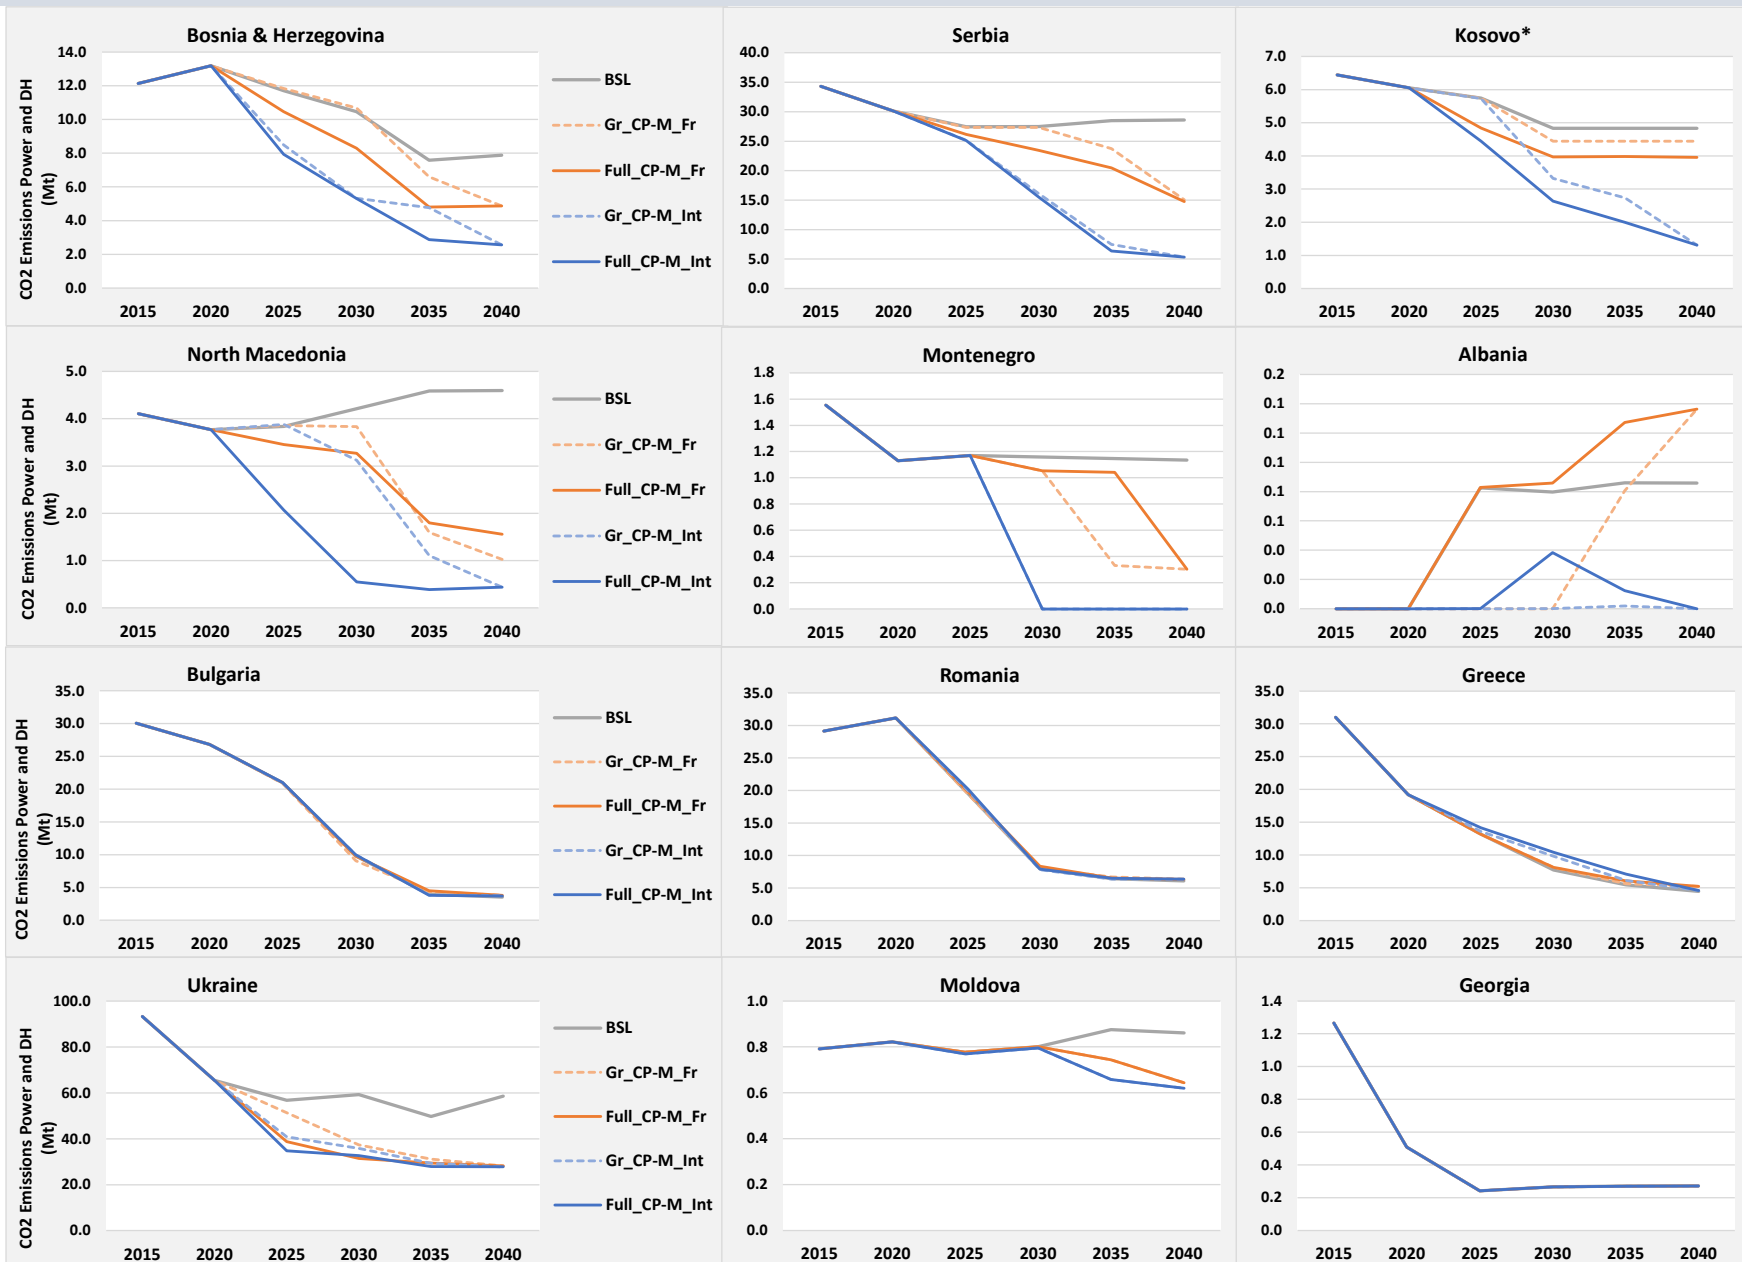 Bosnia & Herzegovina
CO2 Emissions Power and DH
(Mt)
14.0
12.0
10.0
8.0
6.0
4.0
2.0
0.0
2015 2020 2025 2030 2035 2040
BSL
Gr_CP-M_Fr
Full_CP-M_Fr
Gr_CP-M_Int
Full_CP-M_Int
Serbia
40.0
35.0
30.0
25.0
20.0
15.0
10.0
5.0
0.0
2015 2020 2025 2030 2035 2040
Kosovo*
7.0
6.0
5.0
4.0
3.0
2.0
1.0
0.0
2015 2020 2025 2030 2035 2040
North Macedonia
CO2 Emissions Power and DH
(Mt)
5.0
4.0
3.0
2.0
1.0
0.0
2015 2020 2025 2030 2035 2040
BSL
Gr_CP-M_Fr
Full_CP-M_Fr
Gr_CP-M_Int
Full_CP-M_Int
Montenegro
1.8
1.6
1.4
1.2
1.0
0.8
0.6
0.4
0.2
0.0
2015 2020 2025 2030 2035 2040
Albania
0.2
0.1
0.1
0.1
0.1
0.1
0.0
0.0
0.0
2015 2020 2025 2030 2035 2040
Bulgaria
CO2 Emissions Power and DH
(Mt)
35.0
30.0
25.0
20.0
15.0
10.0
5.0
0.0
2015 2020 2025 2030 2035 2040
BSL
Gr_CP-M_Fr
Full_CP-M_Fr
Gr_CP-M_Int
Full_CP-M_Int
Romania
35.0
30.0
25.0
20.0
15.0
10.0
5.0
0.0
2015 2020 2025 2030 2035 2040
Greece
35.0
30.0
25.0
20.0
15.0
10.0
5.0
0.0
2015 2020 2025 2030 2035 2040
Ukraine
CO2 Emissions Power and DH
(Mt)
100.0
80.0
60.0
40.0
20.0
0.0
2015 2020 2025 2030 2035 2040
BSL
Gr_CP-M_Fr
Full_CP-M_Fr
Gr_CP-M_Int
Full_CP-M_Int
Moldova
1.0
0.8
0.6
0.4
0.2
0.0
2015 2020 2025 2030 2035 2040
Georgia
1.4
1.2
1.0
0.8
0.6
0.4
0.2
0.0
2015 2020 2025 2030 2035 2040